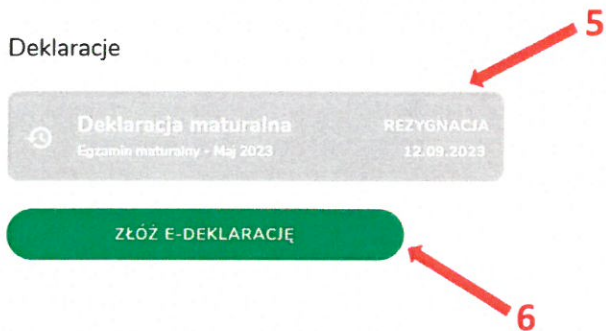 5
Deklaracje
Deklaracja maturalna
REZYGNACJA
Egzamin maturalny - Maj 2023
12.09.2023
ZŁÓŻ E-DEKLARACJĘ
6